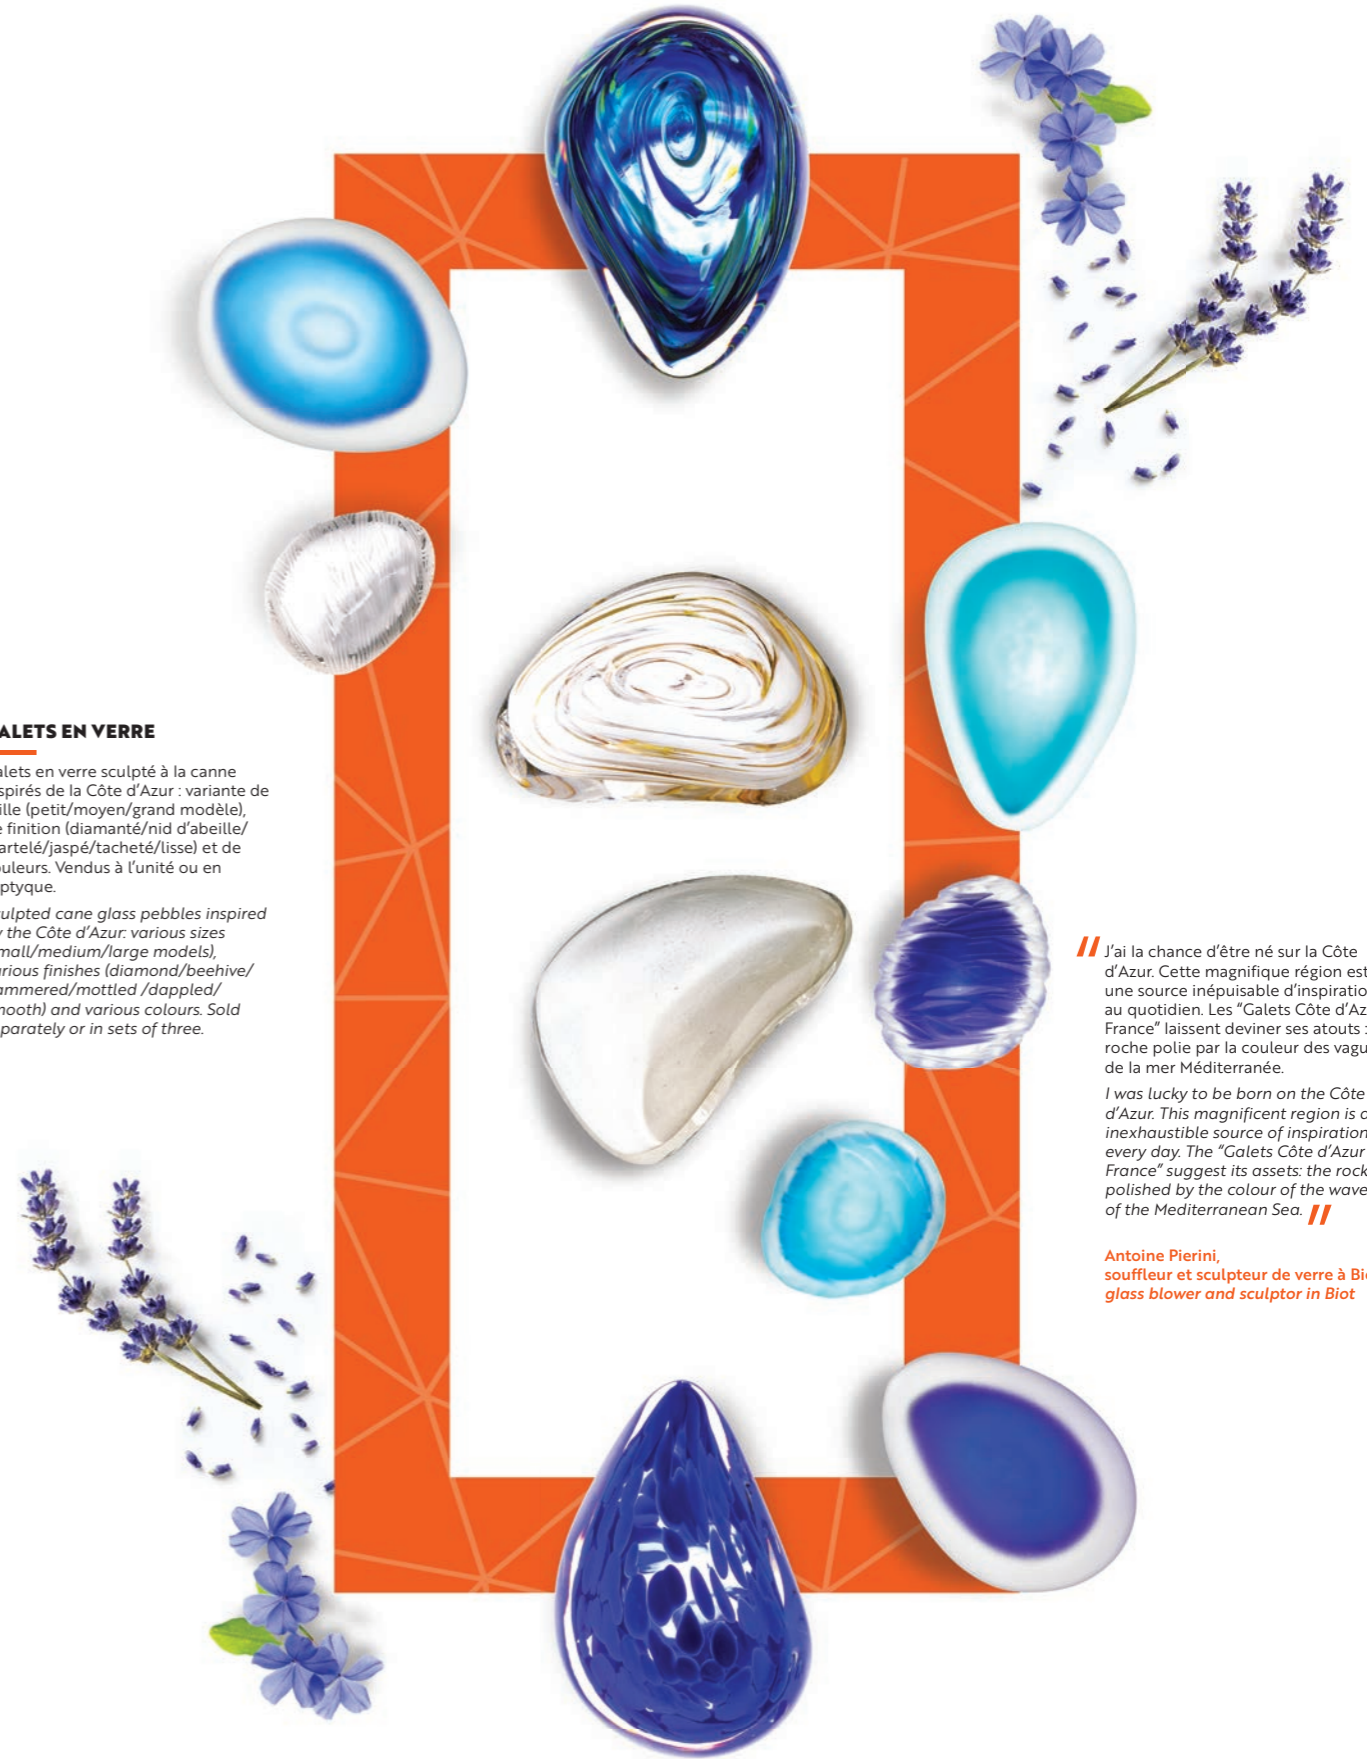 ALETS EN VERRE
alets en verre sculpté à la canne
spirés de la Côte d'Azur : variante de
ille (petit/moyen/grand modèle),
e finition (diamanté/nid d'abeille/
artelé/jaspé/tacheté/lisse) et de
uleurs. Vendus à l'unité ou en
ptyque.
ulpted cane glass pebbles inspired
y the Côte d'Azur: various sizes
mall/medium/large models),
rious finishes (diamond/beehive/
ammered/mottled /dappled/
mooth) and various colours. Sold
parately or in sets of three.
" J'ai la chance d'être né sur la Côte
d'Azur. Cette magnifique région est
une source inépuisable d'inspiratio
au quotidien. Les "Galets Côte d'Az
France" laissent deviner ses atouts :
roche polie par la couleur des vagu
de la mer Méditerranée.
I was lucky to be born on the Côte
d'Azur. This magnificent region is a
inexhaustible source of inspiration
every day. The "Galets Côte d'Azur
France" suggest its assets: the rock
polished by the colour of the wave
of the Mediterranean Sea. "
Antoine Pierini,
souffleur et sculpteur de verre à Bi
glass blower and sculptor in Biot